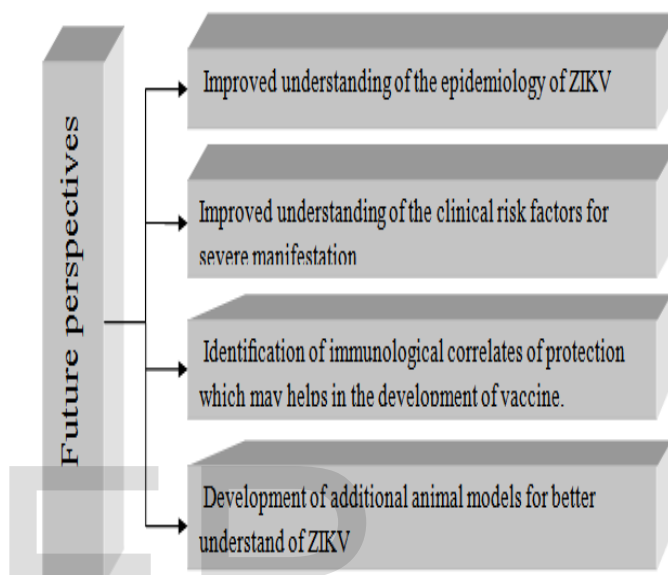 Future perspectives
Improved understanding of the epidemiology of ZIKV
Improved understanding of the clinical risk factors for
severe manifestation
Identification of immunological correlates of protection
which may helps in the development of vaccine.
Development of additional animal models for better
understand of ZIKV